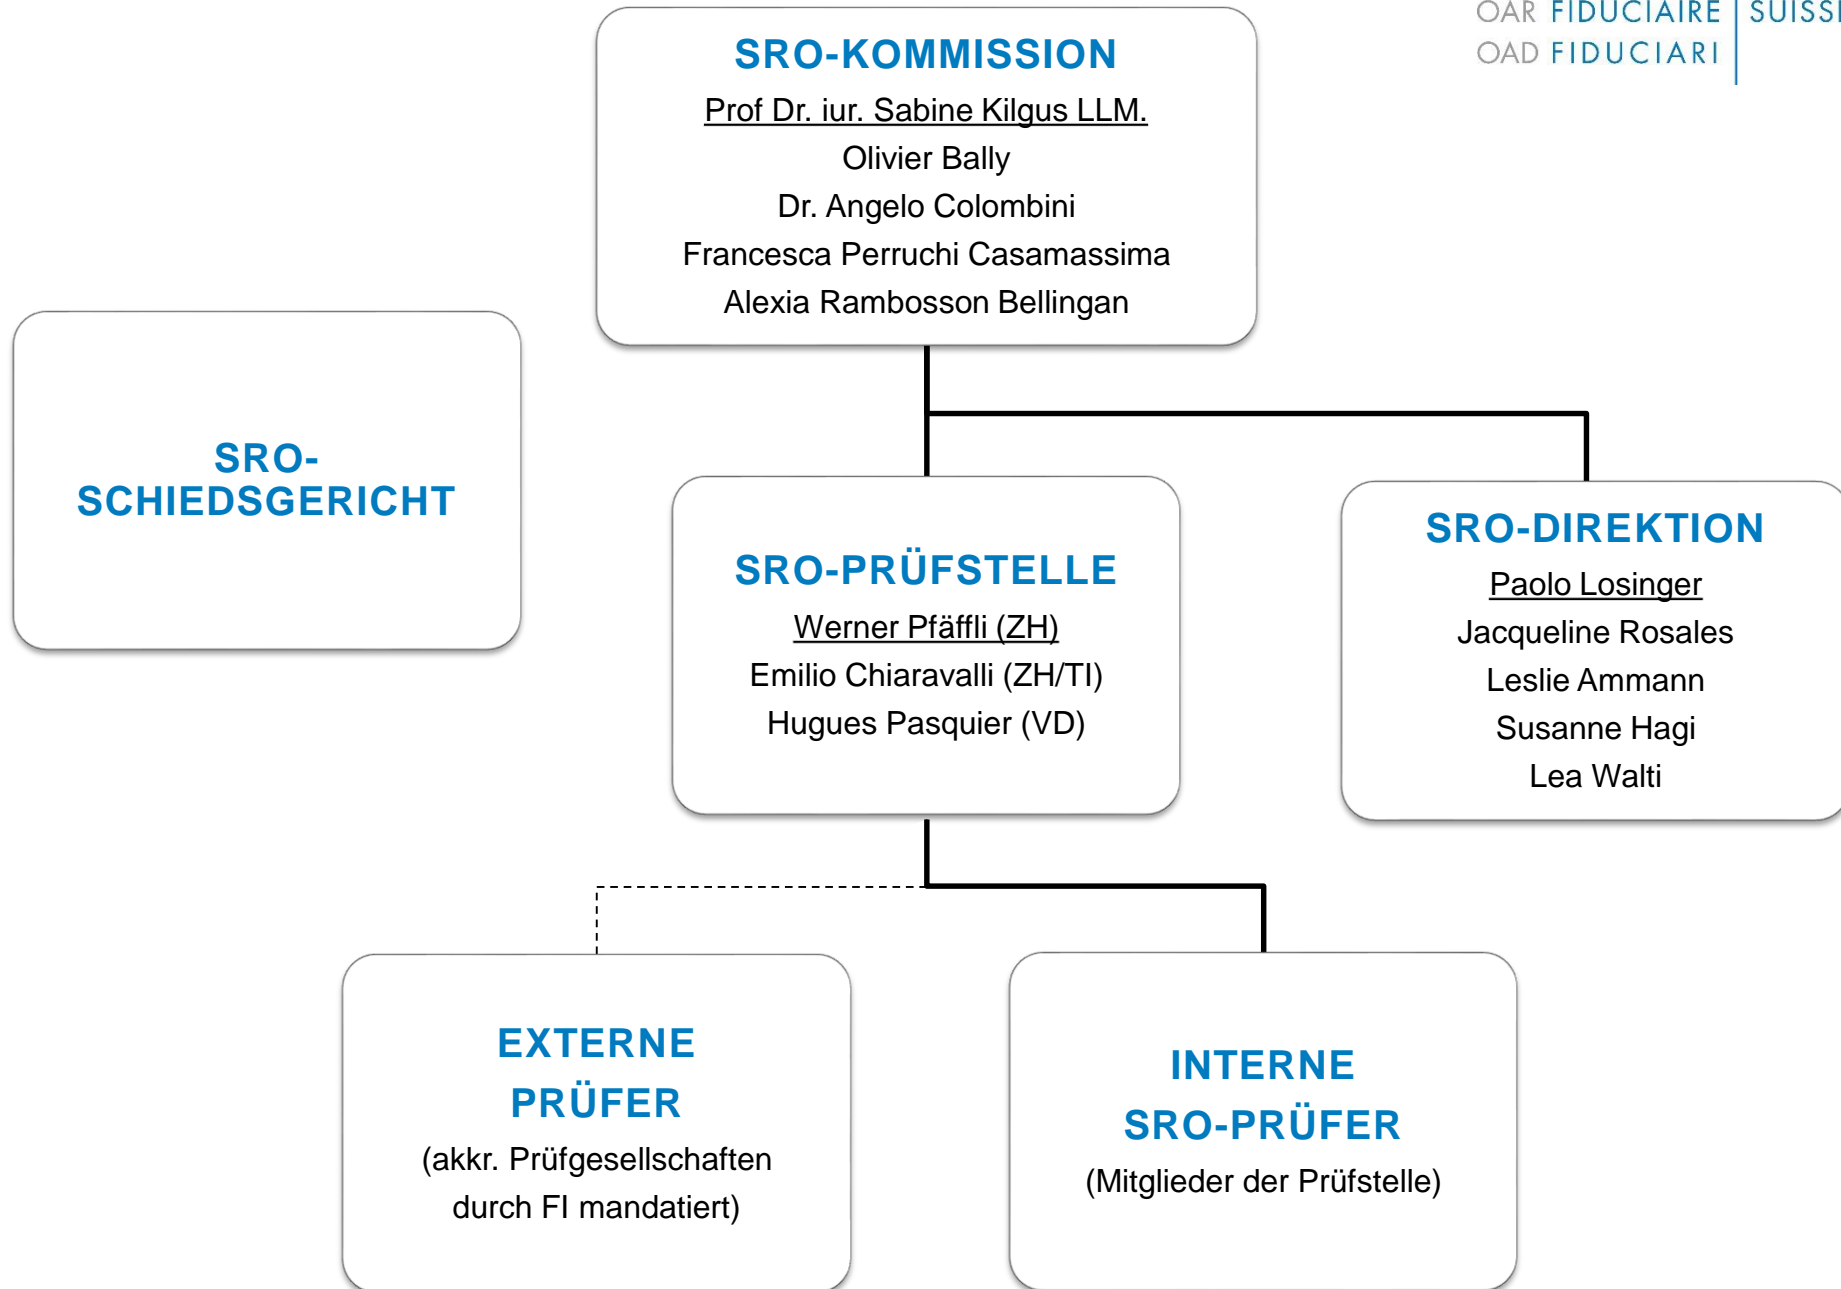 OAR FIDUCIAIRE SUISSE
OAD FIDUCIARI
SRO-KOMMISSION
Prof Dr. iur. Sabine Kilgus LLM.
Olivier Bally
Dr. Angelo Colombini
Francesca Perruchi Casamassima
Alexia Rambosson Bellingan
SRO-
SCHIEDSGERICHT
SRO-PRÜFSTELLE
Werner Pfäffli (ZH)
Emilio Chiaravalli (ZH/TI)
Hugues Pasquier (VD)
SRO-DIREKTION
Paolo Losinger
Jacqueline Rosales
Leslie Ammann
Susanne Hagi
Lea Walti
EXTERNE
PRÜFER
(akkr. Prüfgesellschaften
durch FI mandatiert)
INTERNE
SRO-PRÜFER
(Mitglieder der Prüfstelle)